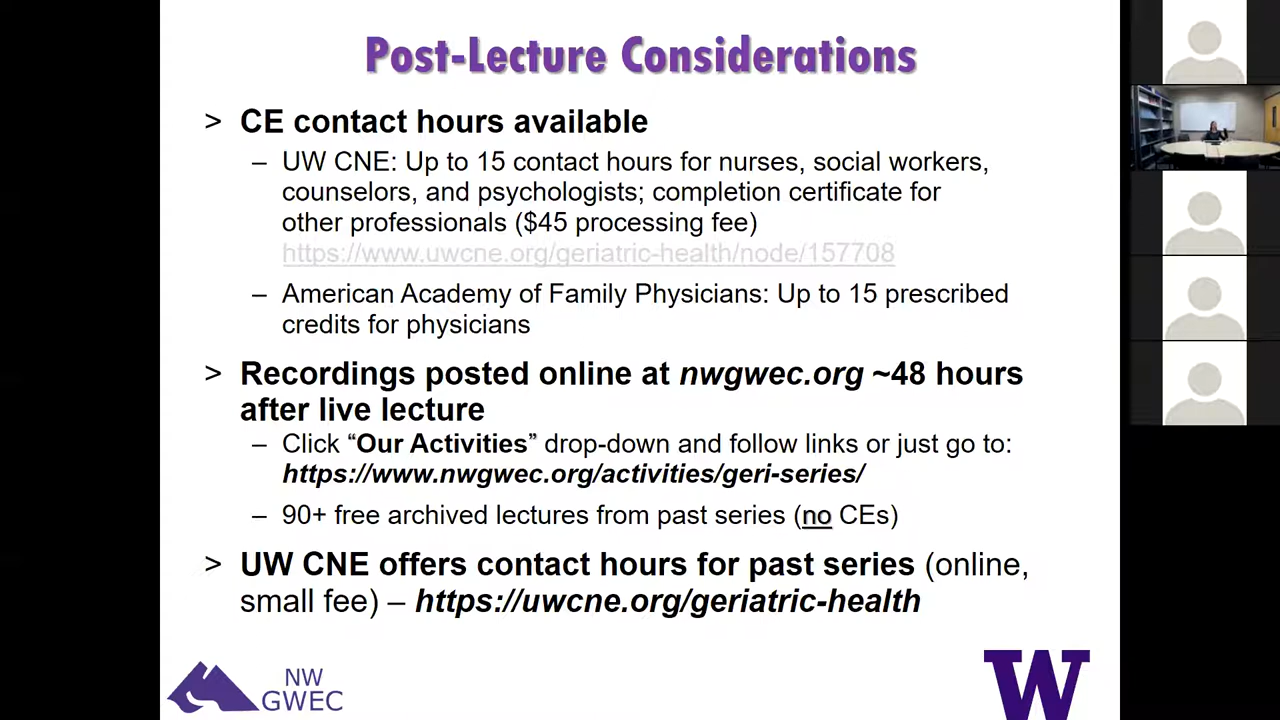 Post-Lecture Considerations
> CE contact hours available
– UW CNE: Up to 15 contact hours for nurses, social workers,
counselors, and psychologists; completion certificate for
other professionals ($45 processing fee)
https://www.uwcne.org/geriatric-health/node/157708
– American Academy of Family Physicians: Up to 15 prescribed
credits for physicians
> Recordings posted online at nwgwec.org ~48 hours
after live lecture
– Click “Our Activities” drop-down and follow links or just go to:
https://www.nwgwec.org/activities/geri-series/
– 90+ free archived lectures from past series (no CEs)
> UW CNE offers contact hours for past series (online,
small fee) – https://uwcne.org/geriatric-health
NW
GWEC
W